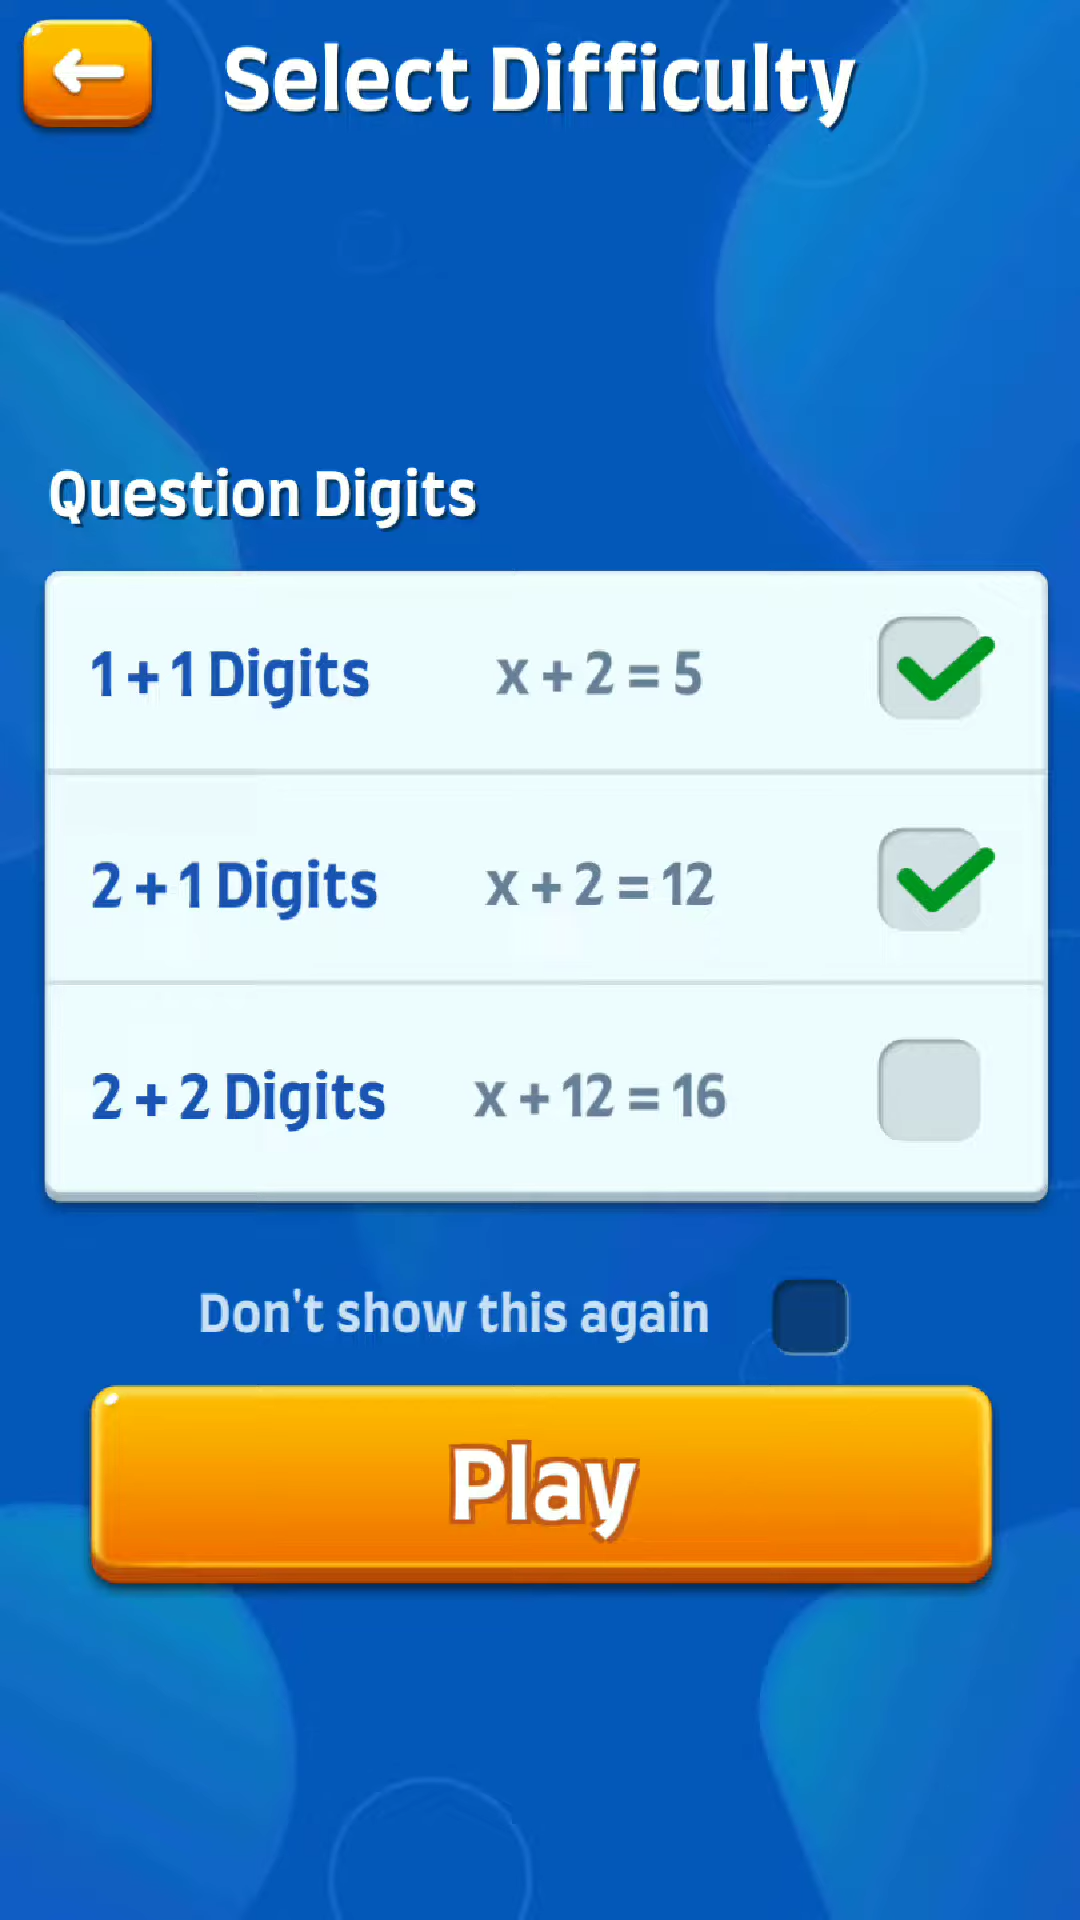 Select Difficulty
Question Digits
1 + 1 Digits x + 2 = 5
2 + 1 Digits x + 2 = 12
2 + 2 Digits x + 12 = 16
Don't show this again
Play